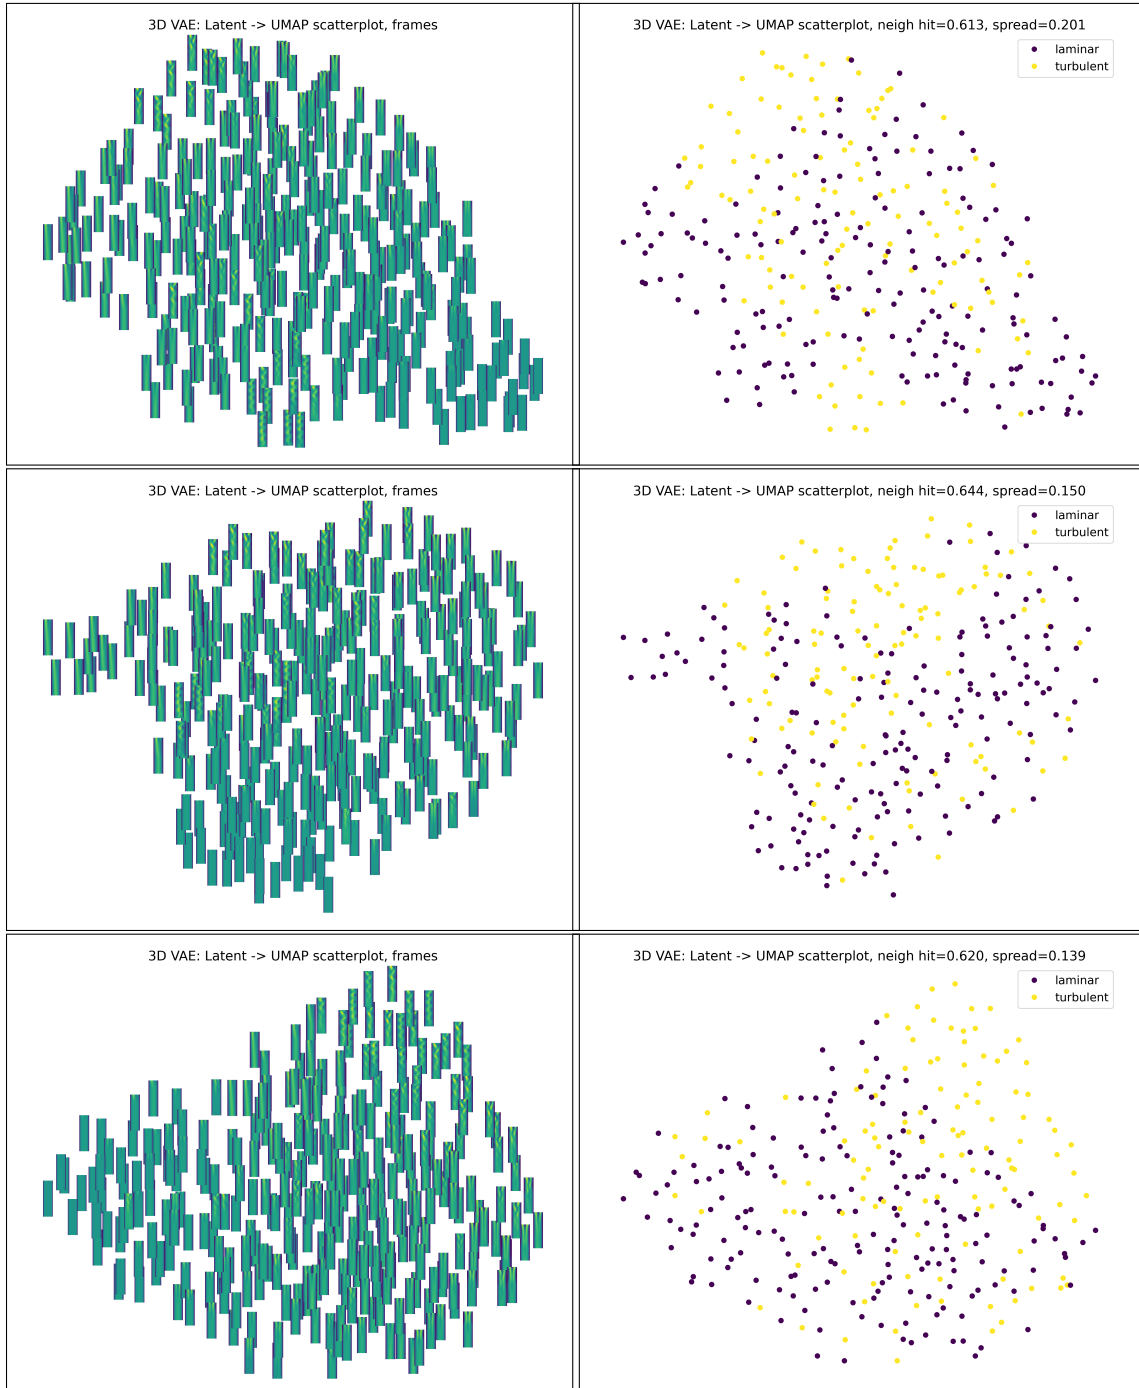 3D VAE: Latent -> UMAP scatterplot, frames
3D VAE: Latent -> UMAP scatterplot, neigh hit=0.613, spread=0.201
laminar
turbulent
3D VAE: Latent -> UMAP scatterplot, frames
3D VAE: Latent -> UMAP scatterplot, neigh hit=0.644, spread=0.150
laminar
turbulent
3D VAE: Latent -> UMAP scatterplot, frames
3D VAE: Latent -> UMAP scatterplot, neigh hit=0.620, spread=0.139
laminar
turbulent